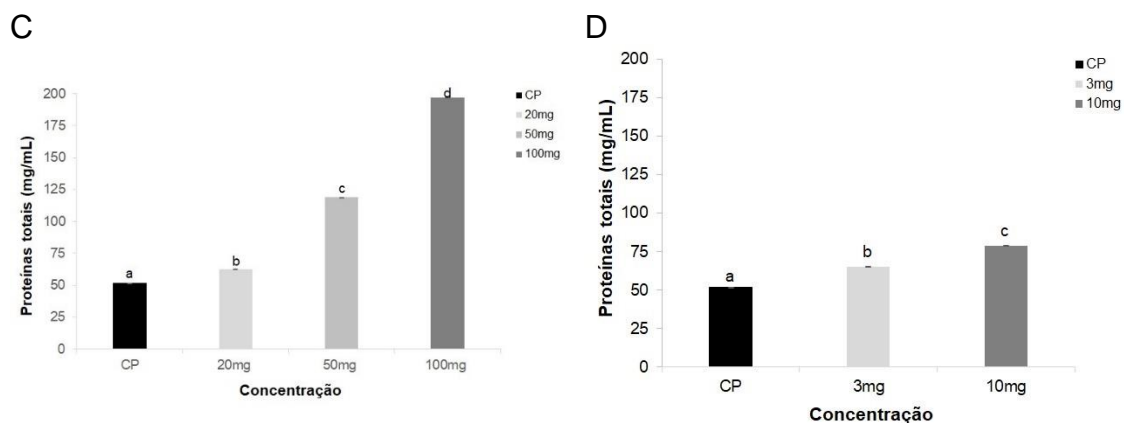 C
200
175
150
125
100
75
50
25
0
Proteínas totais (mg/mL)
a
b
c
d
CP
20mg
50mg
100mg
Concentração
CP
20mg
50mg
100mg
D
200
175
150
125
100
75
50
25
0
Proteínas totais (mg/mL)
a
b
c
CP
3mg
10mg
Concentração
CP
3mg
10mg